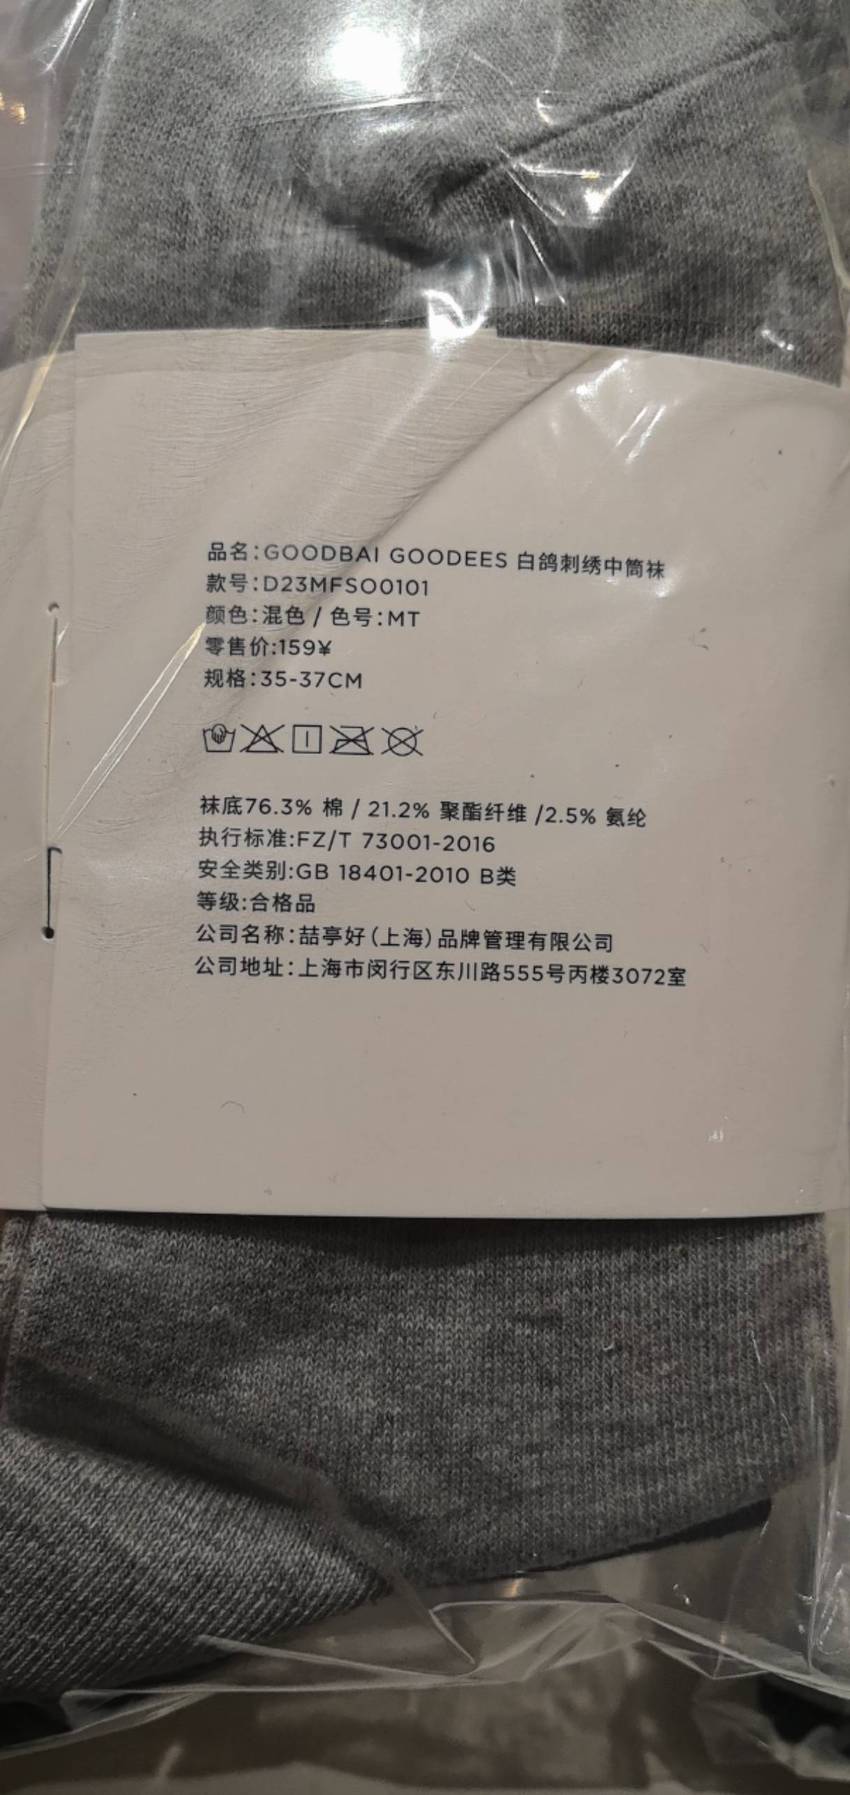 品名:GOODBAI GOODEES 白鸽刺绣中筒袜
款号:D23MFSO0101
颜色:混色 / 色号:MT
零售价:159¥
规格:35-37CM
袜底76.3% 棉 / 21.2% 聚酯纤维 /2.5% 氨纶
执行标准:FZ/T 73001-2016
安全类别:GB 18401-2010 B类
等级:合格品
公司名称:喆亭好(上海)品牌管理有限公司
公司地址:上海市闵行区东川路555号丙楼3072室